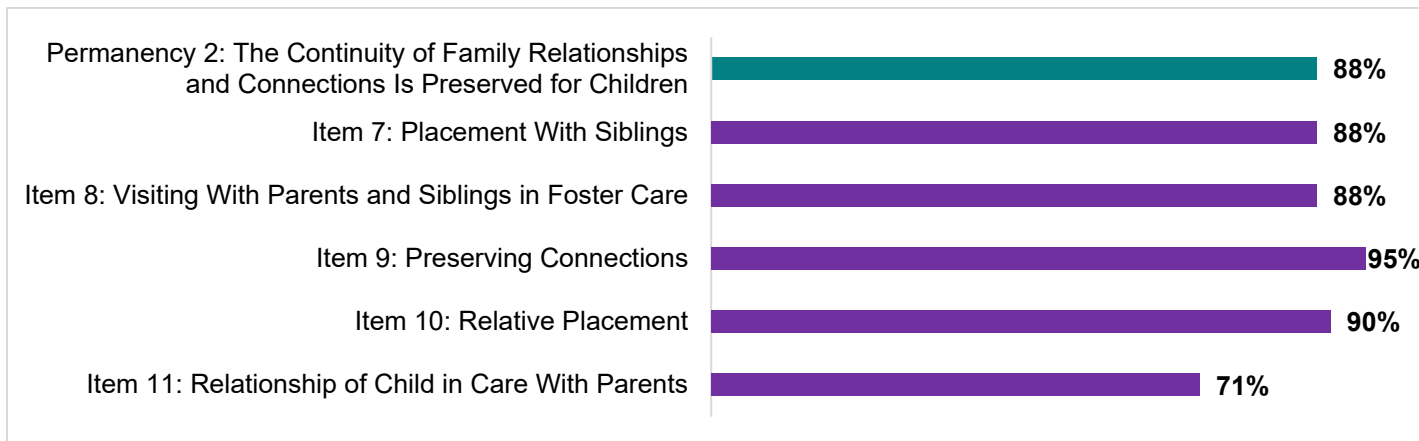 Permanency 2: The Continuity of Family Relationships
and Connections Is Preserved for Children
88%
Item 7: Placement With Siblings
88%
Item 8: Visiting With Parents and Siblings in Foster Care
88%
Item 9: Preserving Connections
95%
Item 10: Relative Placement
90%
Item 11: Relationship of Child in Care With Parents
71%